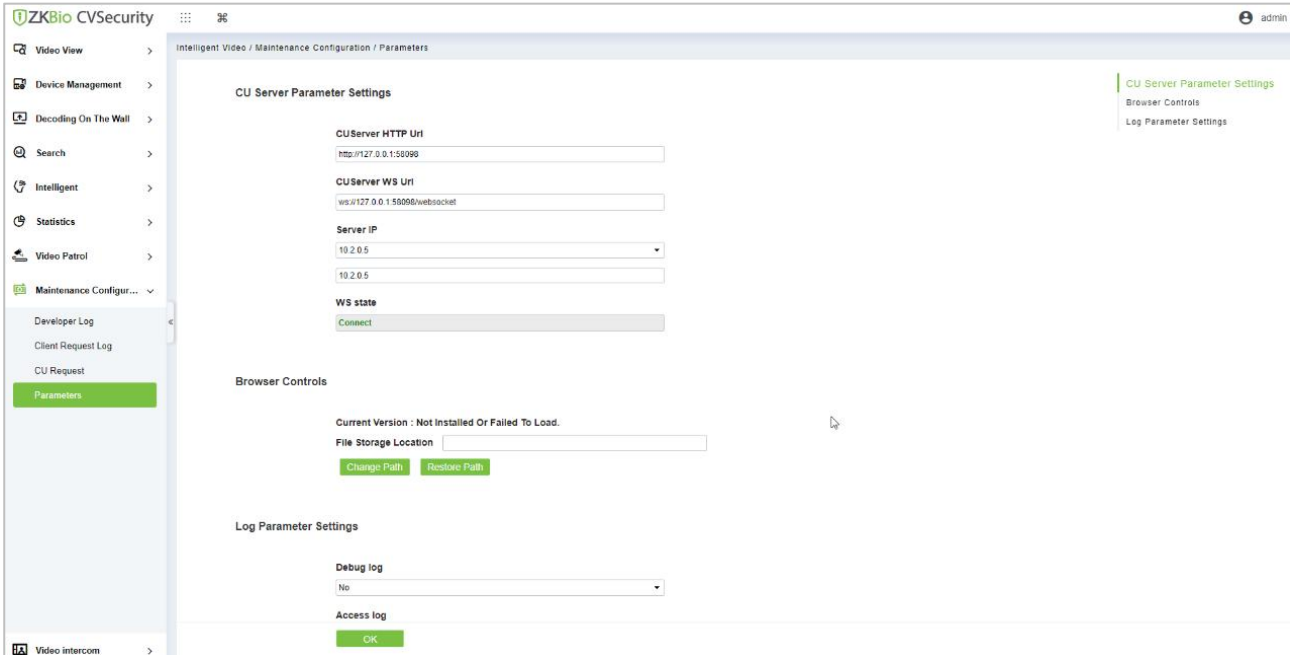 ZKBio CVSecurity
admin
Video View
Device Management
Decoding On The Wall
Search
Intelligent
Statistics
Video Patrol
Maintenance Configur...
Developer Log
Client Request Log
CU Request
Parameters
Video intercom
Intelligent Video / Maintenance Configuration / Parameters
CU Server Parameter Settings
CUServer HTTP Url
http://127.0.0.1:58098
CUServer WS Url
ws://127.0.0.1:58098/websocket
Server IP
10.2.0.5
10.2.0.5
WS state
Connect
Browser Controls
Current Version : Not Installed Or Failed To Load.
File Storage Location
Change Path Restore Path
Log Parameter Settings
Debug log
No
Access log
OK
CU Server Parameter Settings
Browser Controls
Log Parameter Settings